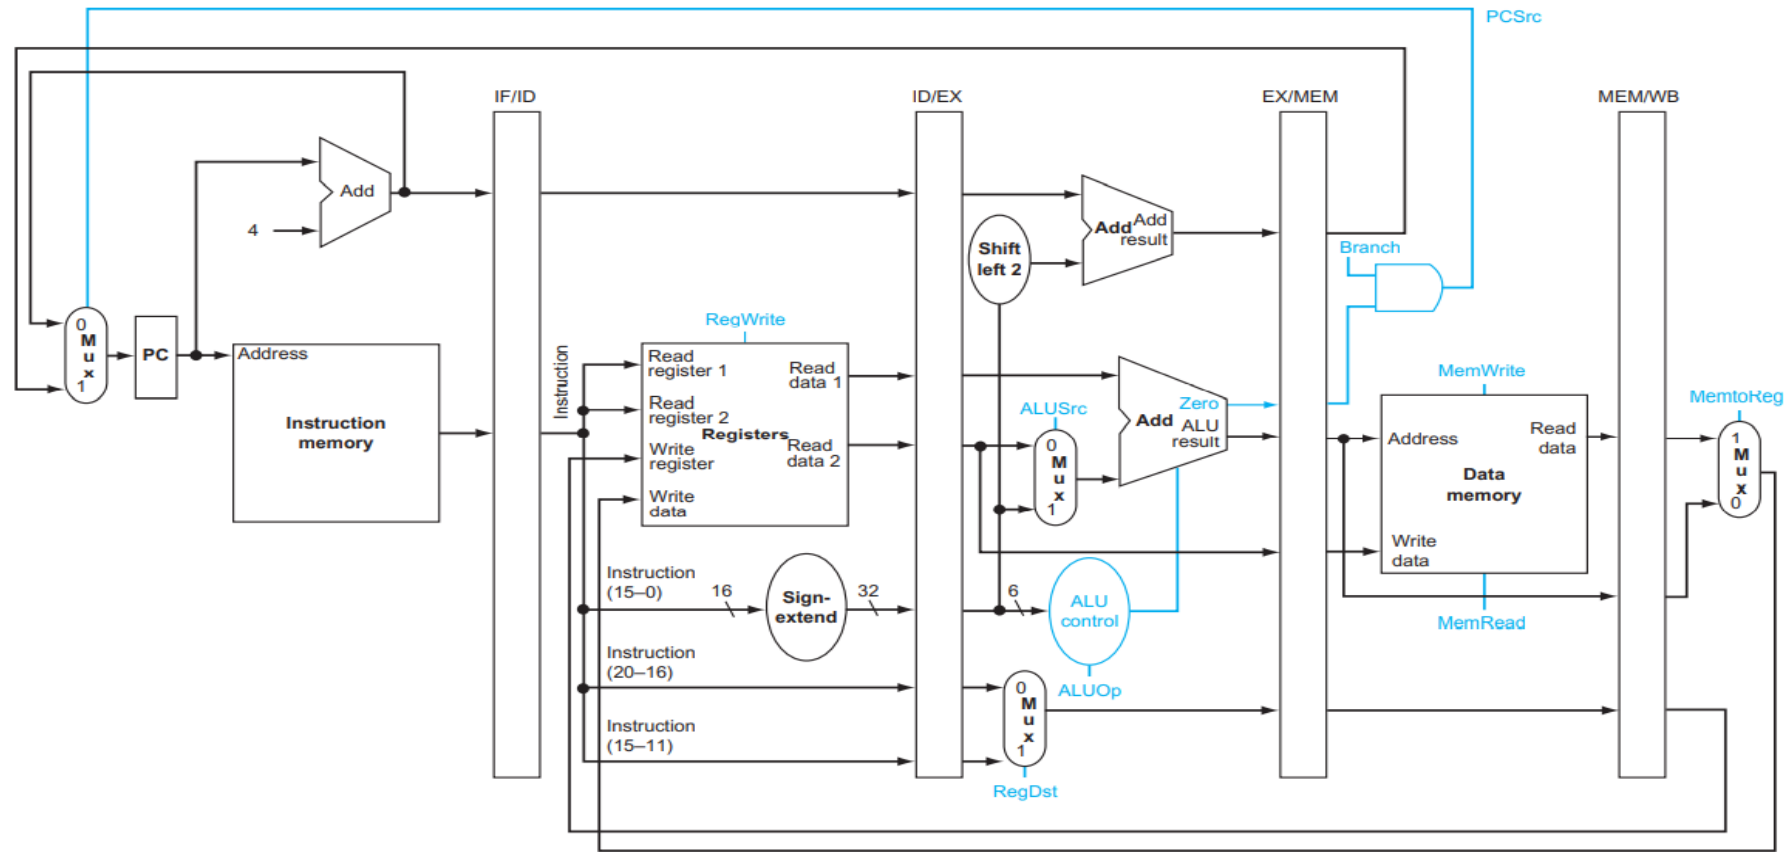 PCSrc
IF/ID
ID/EX
EX/MEM
MEM/WB
Add
4
Shift
left 2
Add
Add
result
Branch
0
M
u
x
1
PC
Address
Instruction
memory
Instruction
RegWrite
Read
register 1
Read
register 2
Write
register
Write
data
Registers
Read
data 1
Read
data 2
ALUSrc
0
M
u
x
1
Add
Zero
ALU
result
MemWrite
Address
Read
data
Data
memory
Write
data
MemRead
MemtoReg
1
M
u
x
0
Instruction
(15–0)
16
Sign-
extend
32
6
ALU
control
ALUOp
Instruction
(20–16)
Instruction
(15–11)
0
M
u
x
1
RegDst